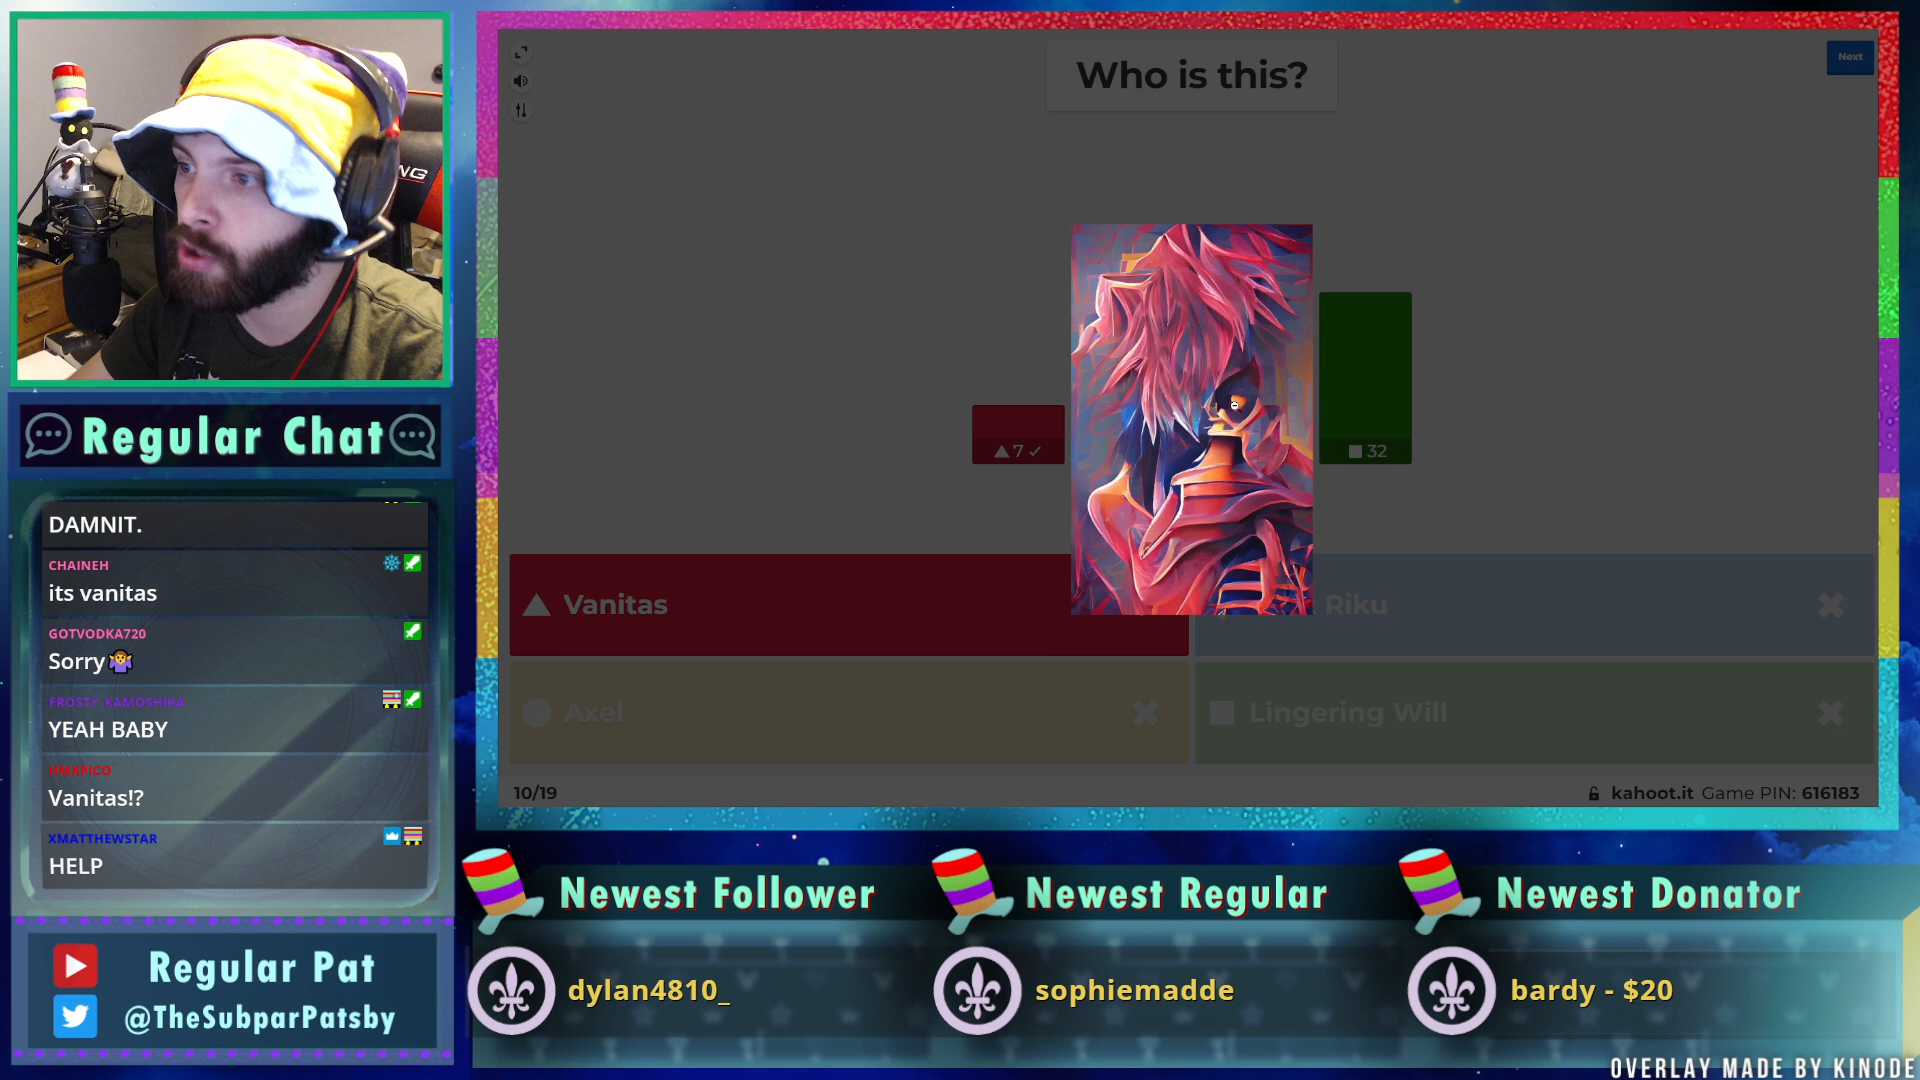 NG
Who is this?
Next
7
32
Vanitas
Riku
Axel
Lingering Will
10/19
kahoot.it Game PIN: 616183
Regular Chat
DAMNIT.
CHAINEH
its vanitas
GOTVODKA720
Sorry🤷‍♀️
FROSTY_KAMOSHIKA
YEAH BABY
HMXPICO
Vanitas!?
XMATTHEWSTAR
HELP
Regular Pat
@TheSubparPatsby
Newest Follower
dylan4810_
Newest Regular
sophiemadde
Newest Donator
bardy - $20
OVERLAY MADE BY KINODE